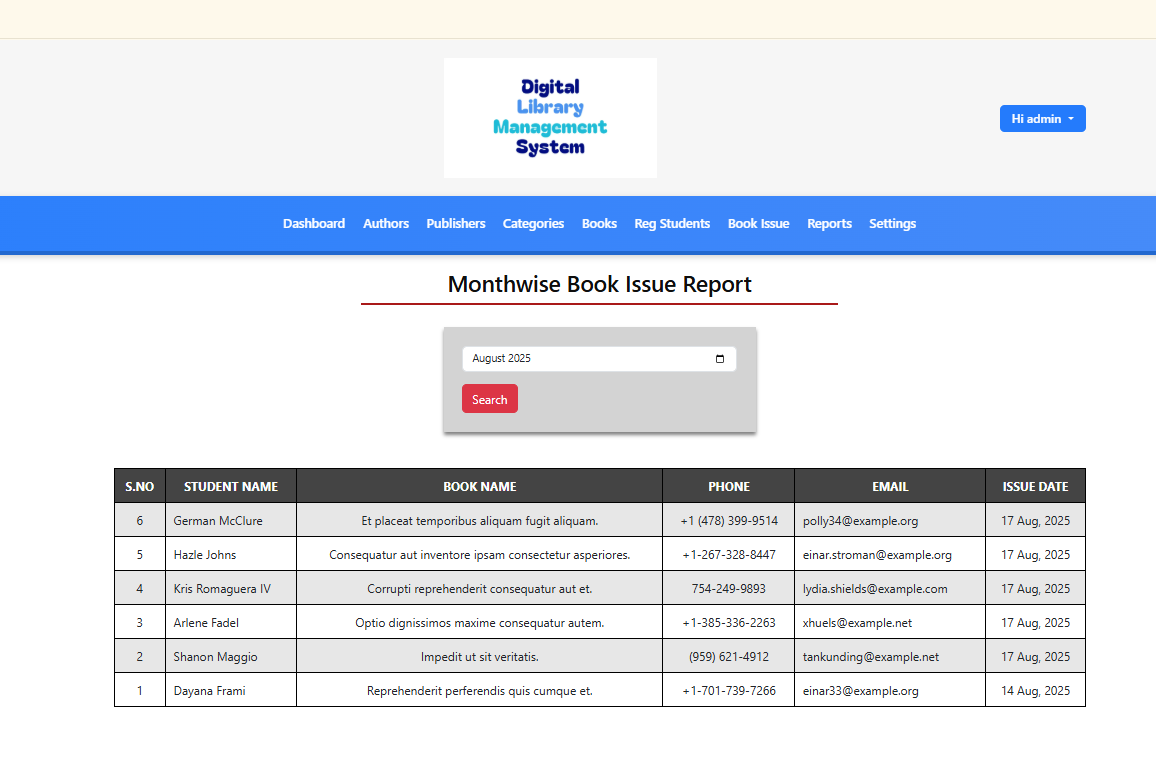 Digital
Library
Management
System
Hi admin
Dashboard Authors Publishers Categories Books Reg Students Book Issue Reports Settings
Monthwise Book Issue Report
August 2025
Search
S.NO STUDENT NAME BOOK NAME PHONE EMAIL ISSUE DATE
6 German McClure Et placeat temporibus aliquam fugit aliquam. +1 (478) 399-9514 polly34@example.org 17 Aug, 2025
5 Hazle Johns Consequatur aut inventore ipsam consectetur asperiores. +1-267-328-8447 einar.stroman@example.org 17 Aug, 2025
4 Kris Romaguera IV Corrupti reprehenderit consequatur aut et. 754-249-9893 lydia.shields@example.com 17 Aug, 2025
3 Arlene Fadel Optio dignissimos maxime consequatur autem. +1-385-336-2263 xhuels@example.net 17 Aug, 2025
2 Shanon Maggio Impedit ut sit veritatis. (959) 621-4912 tankunding@example.net 17 Aug, 2025
1 Dayana Frami Reprehenderit perferendis quis cumque et. +1-701-739-7266 einar33@example.org 14 Aug, 2025